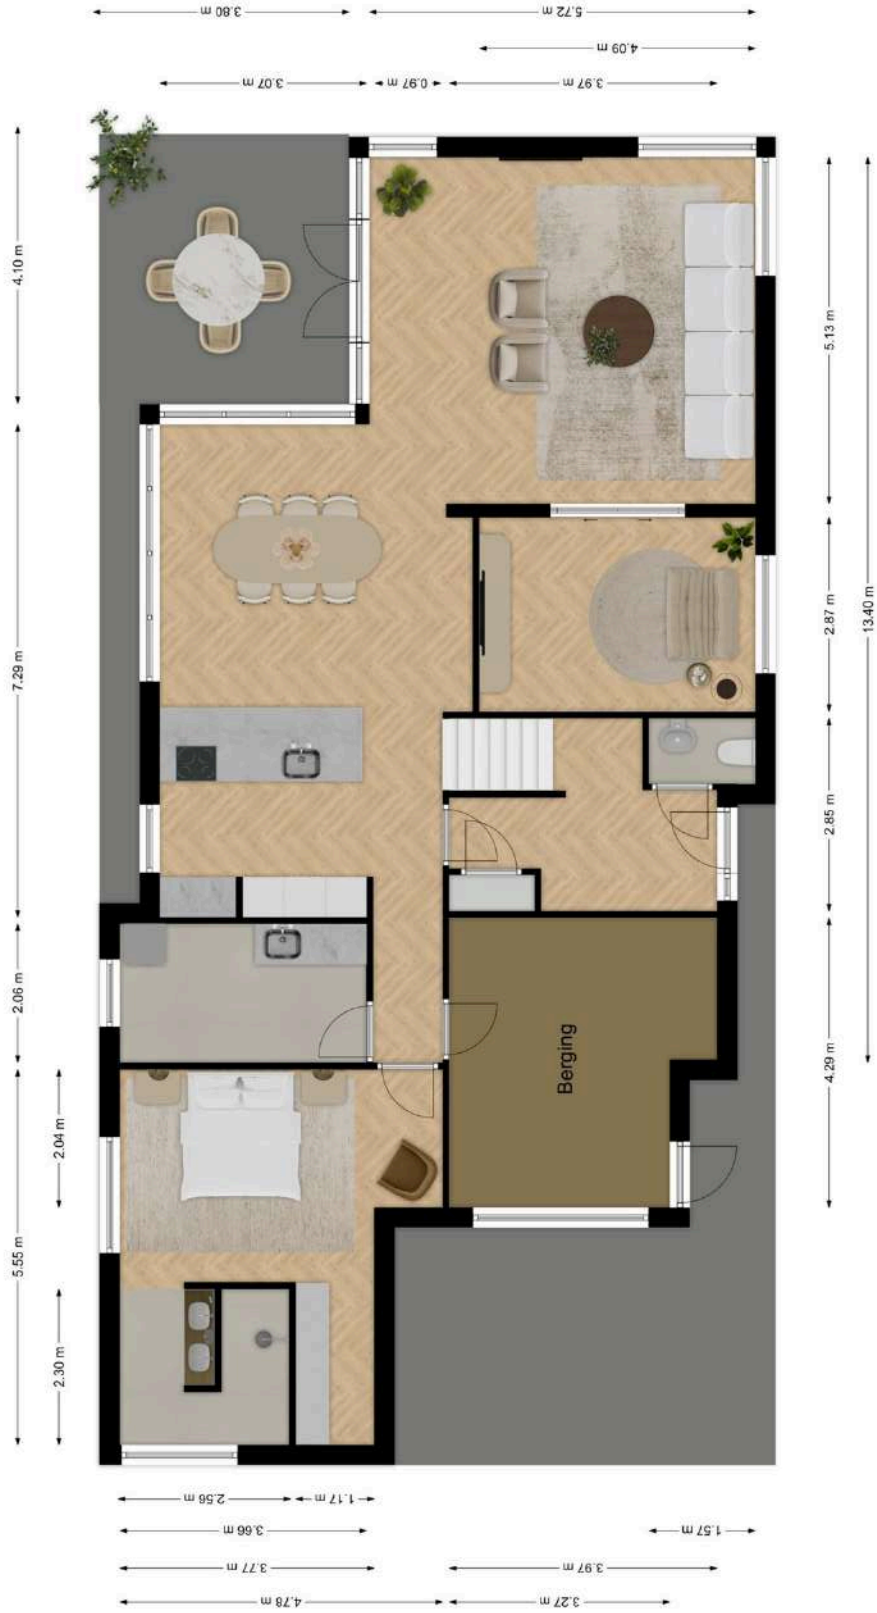 3.80 m
5.72 m
4.09 m
3.07 m
0.97 m
3.97 m
4.10 m
5.13 m
13.40 m
7.29 m
2.87 m
2.85 m
2.06 m
4.29 m
Berging
5.55 m
2.04 m
2.30 m
2.56 m
1.17 m
3.66 m
1.57 m
3.77 m
3.97 m
4.78 m
3.27 m